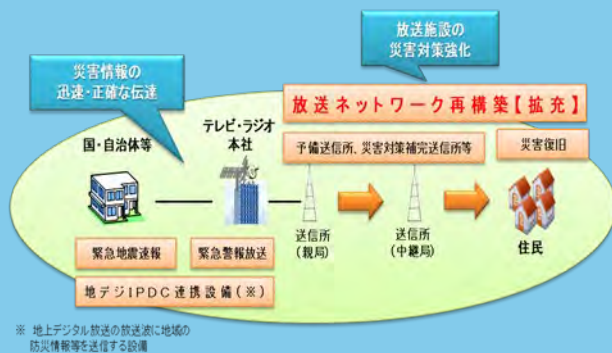 放送施設の
災害対策強化
災害情報の
迅速・正確な伝達
放送ネットワーク再構築【拡充】
国・自治体等
テレビ・ラジオ
本社
予備送信所、災害対策補完送信所等
災害復旧
送信所
(親局)
送信所
(中継局)
住民
緊急地震速報
緊急警報放送
地デジIPDC連携設備(※)
※ 地上デジタル放送の放送波に地域の
防災情報等を送信する設備